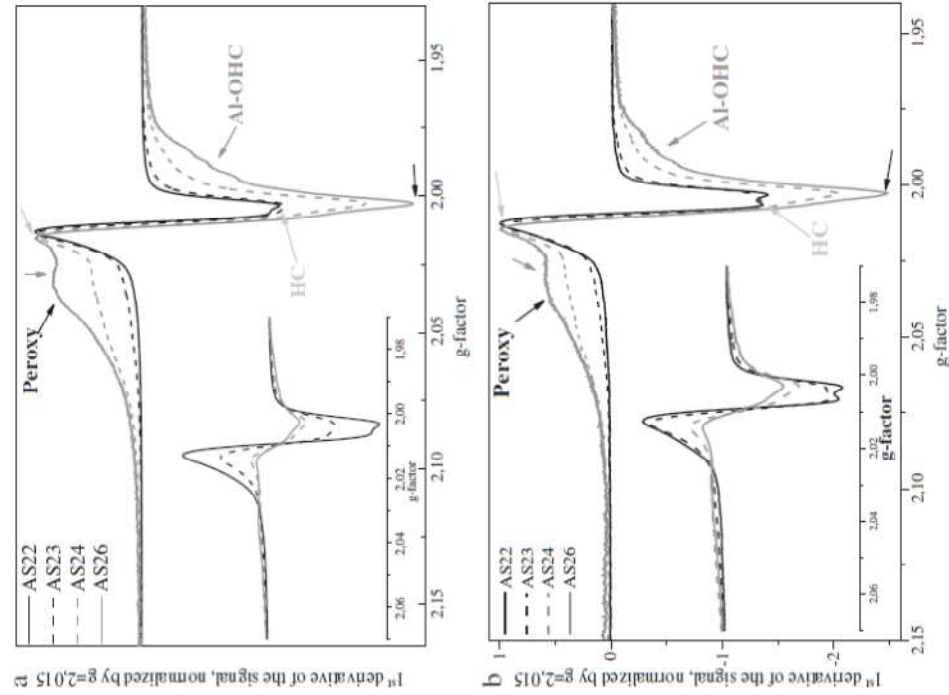 a
1st derivative of the signal, normalized by g=2,015
AS22
AS23
AS24
AS26
Peroxy
HC
Al-OHC
2,15
2,10
2,05
2,00
1,95
g-factor
2,06
2,04
2,02
2,00
1,98
g-factor
b
1st derivative of the signal, normalized by g=2,015
1
0
-1
-2
AS22
AS23
AS24
AS26
Peroxy
HC
Al-OHC
2.15
2.10
2,05
2.00
1,95
g-factor
2,06
2,04
2,02
2,00
1,98
g-factor